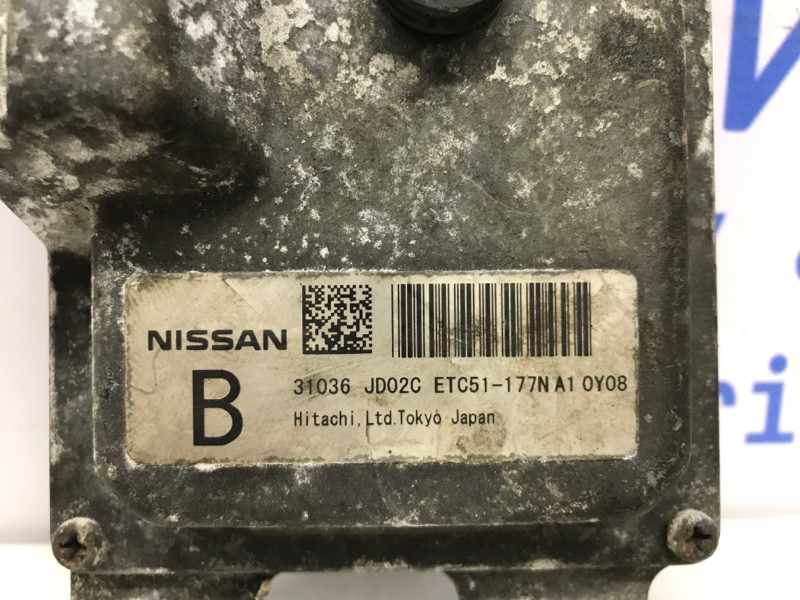 NISSAN
B
31036 JD02C ETC51-177N A1 0Y08
Hitachi, Ltd. Tokyo Japan